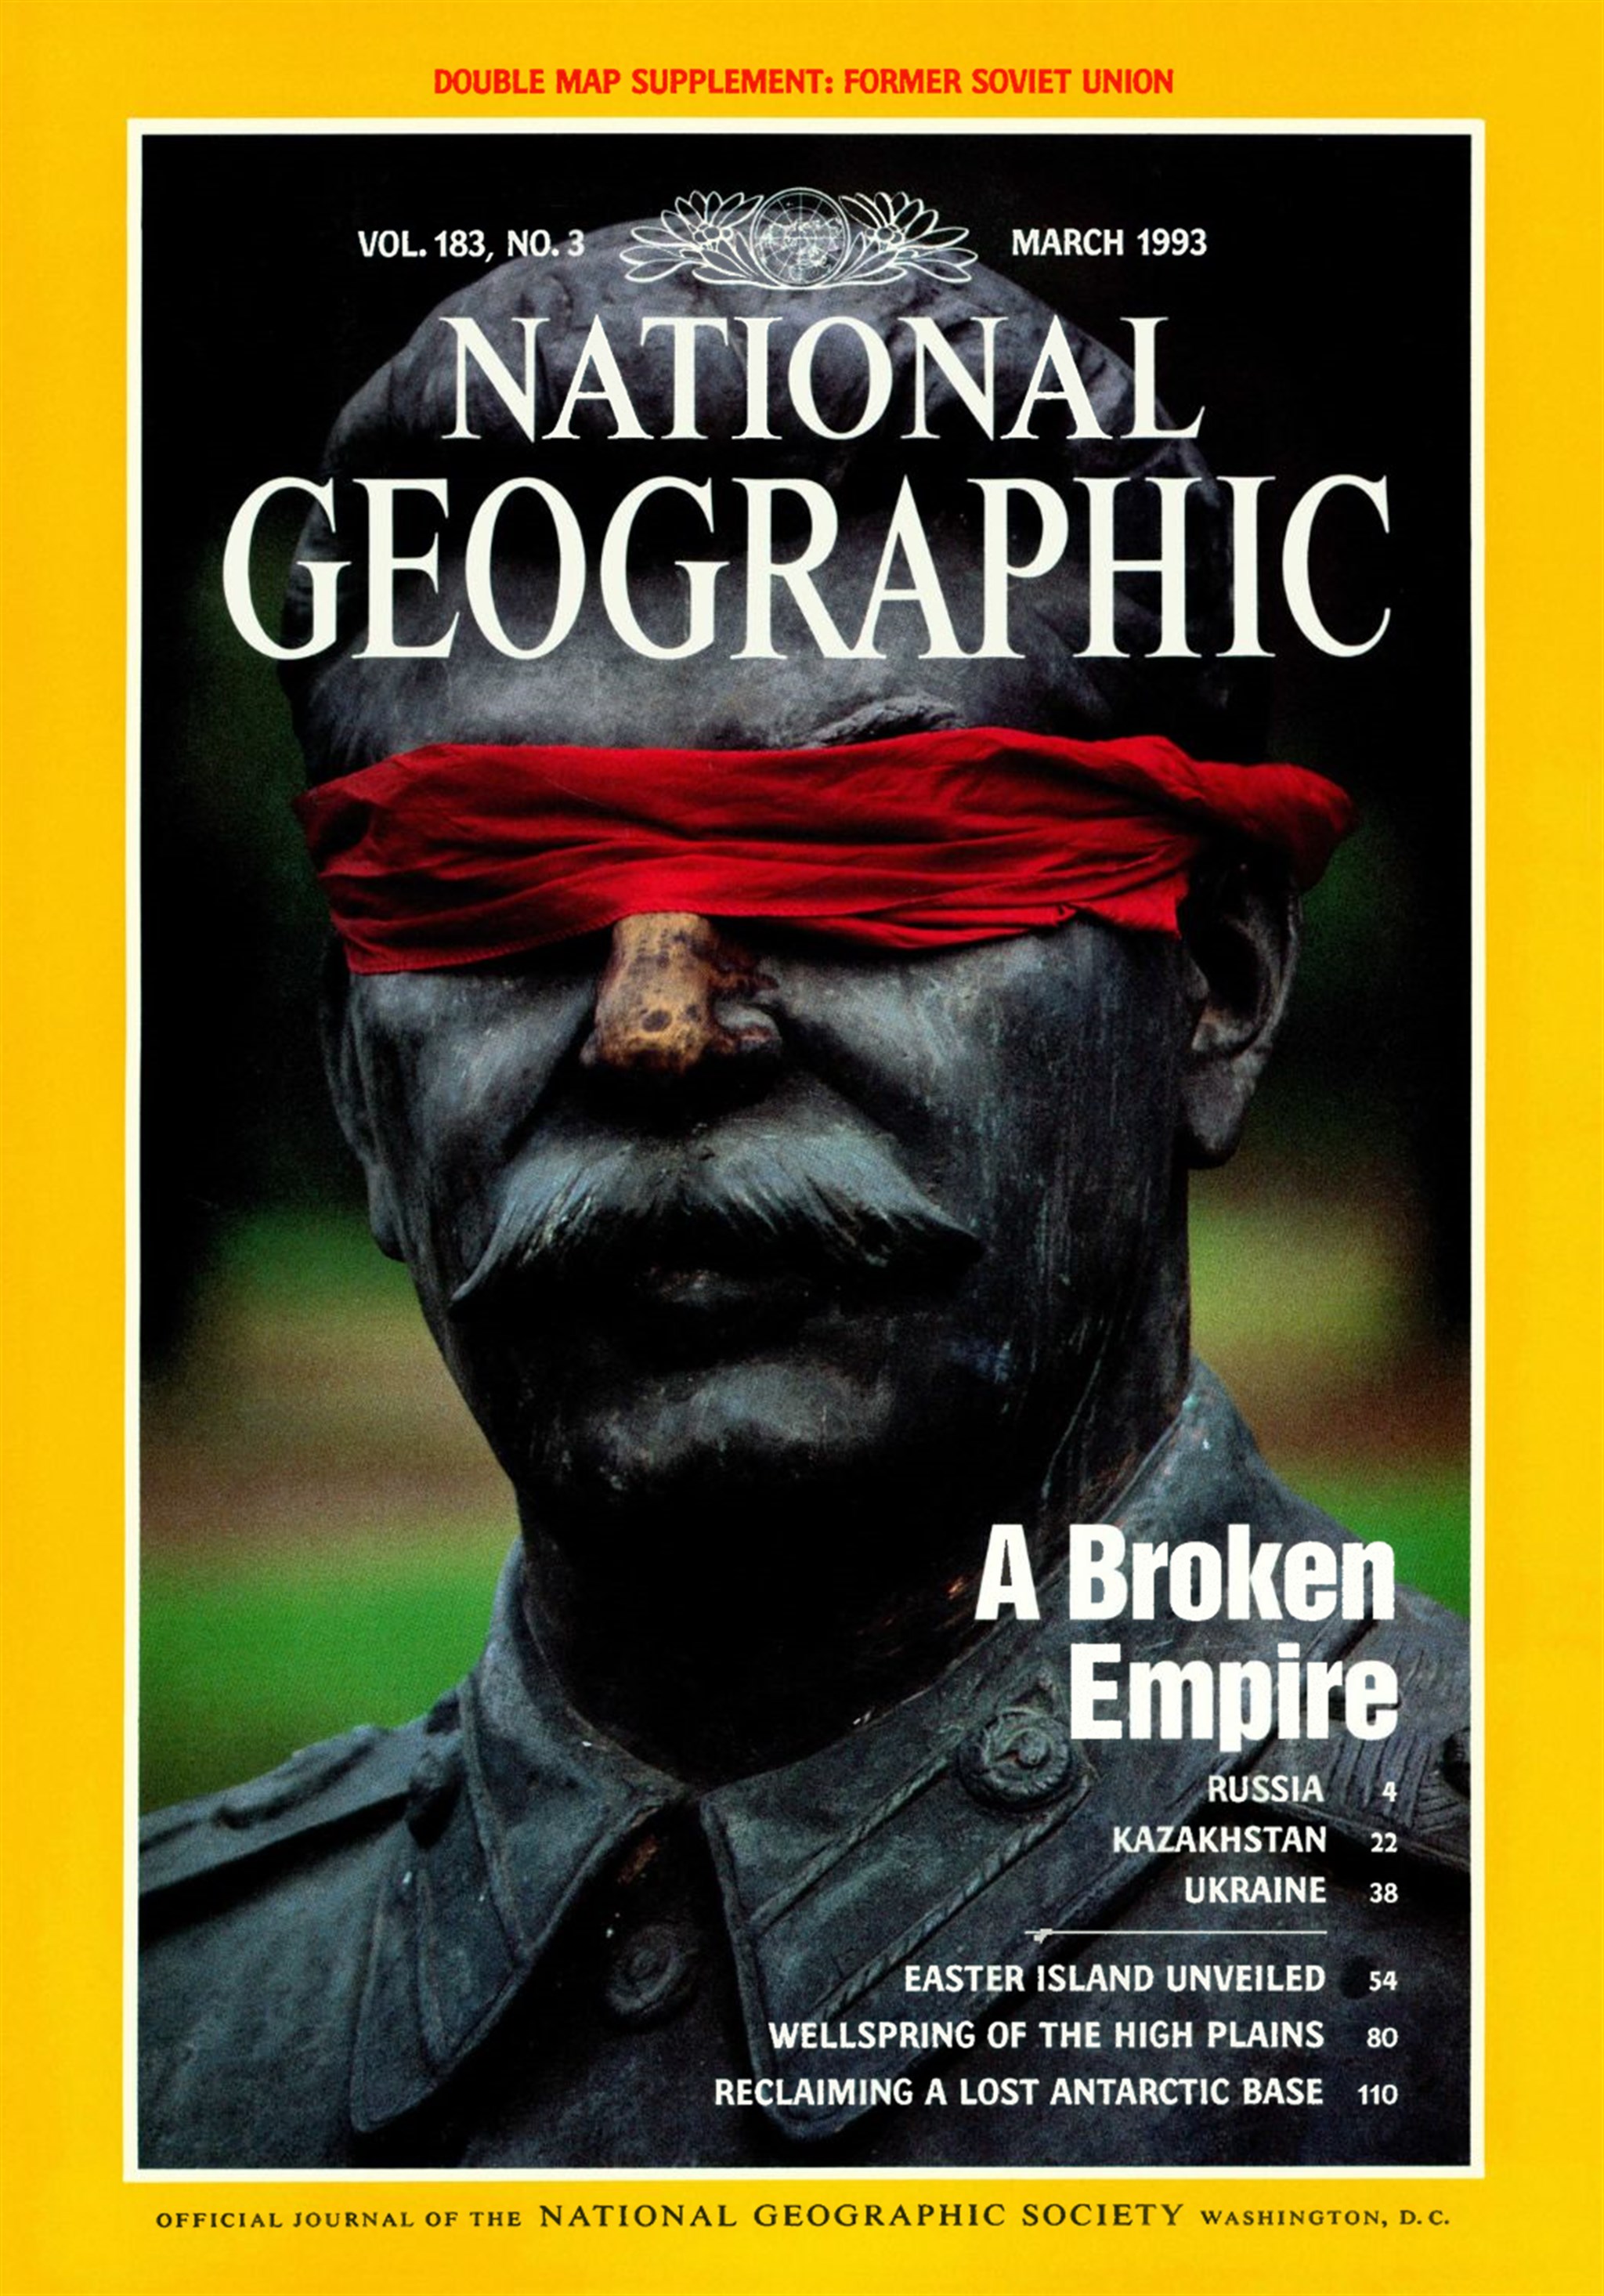 DOUBLE MAP SUPPLEMENT: FORMER SOVIET UNION
VOL. 183, NO. 3 MARCH 1993
NATIONAL
GEOGRAPHIC
A Broken
Empire
RUSSIA 4
KAZAKHSTAN 22
UKRAINE 38
EASTER ISLAND UNVEILED 54
WELLSPRING OF THE HIGH PLAINS 80
RECLAIMING A LOST ANTARCTIC BASE 110
OFFICIAL JOURNAL OF THE NATIONAL GEOGRAPHIC SOCIETY WASHINGTON, D.C.